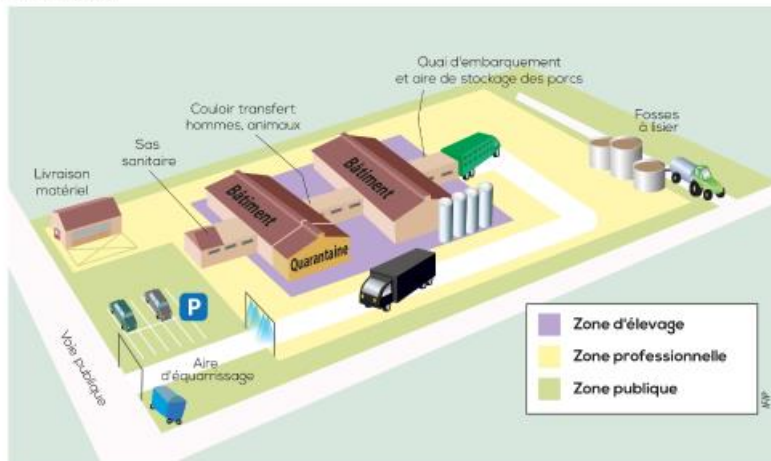 Quai d'embarquement
et aire de stockage des porcs
Couloir transfert
hommes, animaux
Fosses
à lisier
Sas
sanitaire
Livraison
matériel
Bâtiment
Bâtiment
Quarantaine
P
Voie publique
Aire
d'équarrissage
Zone d'élevage
Zone professionnelle
Zone publique
ifip